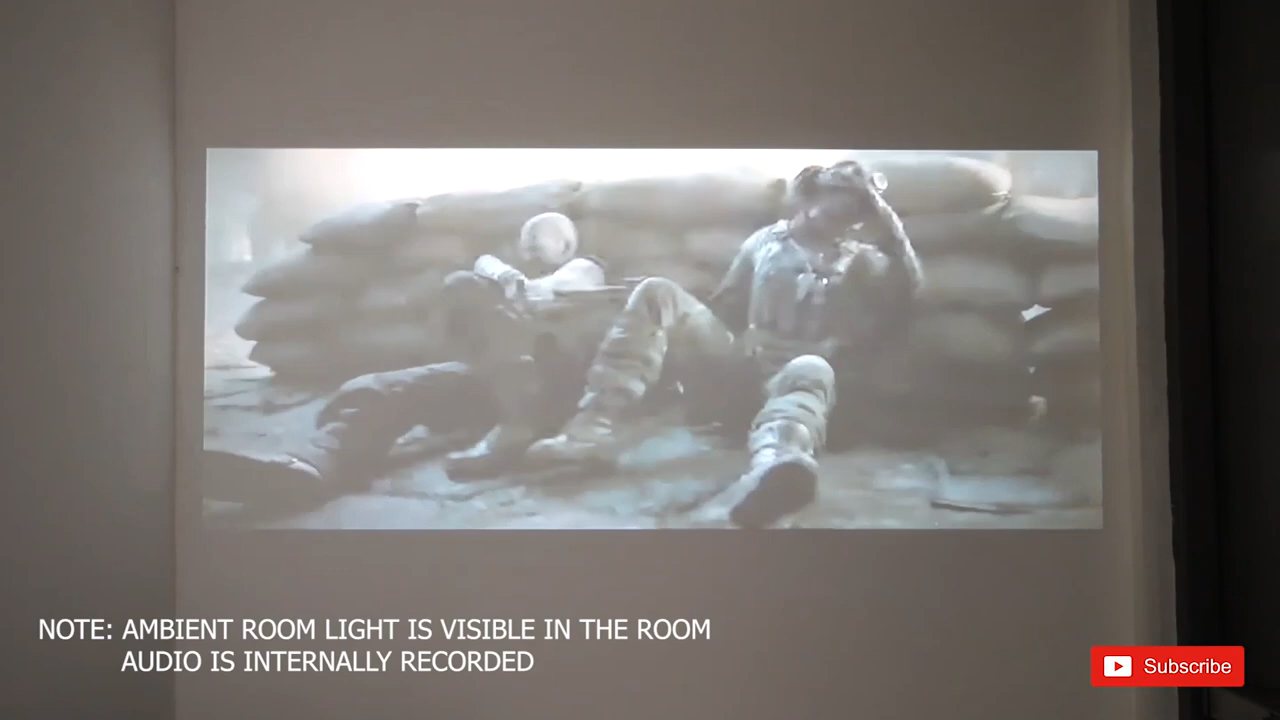 NOTE: AMBIENT ROOM LIGHT IS VISIBLE IN THE ROOM
AUDIO IS INTERNALLY RECORDED
Subscribe